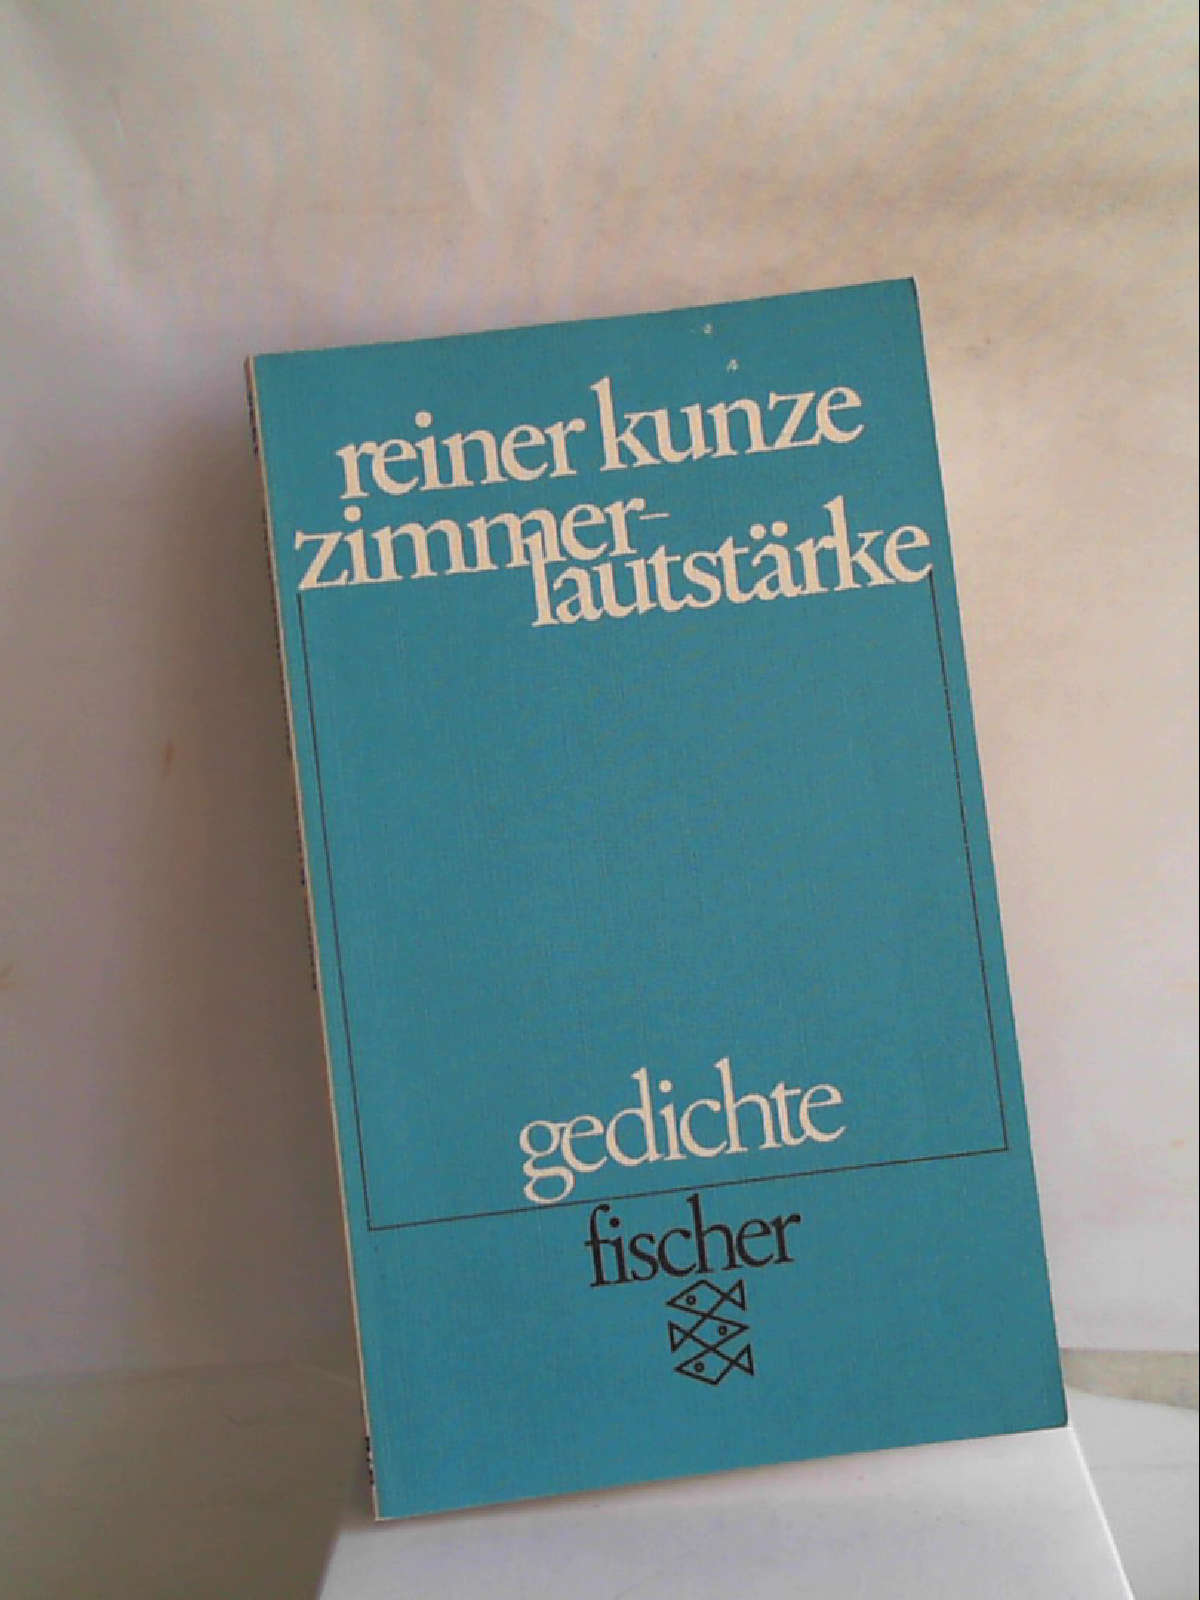 reiner kunze
zimmer-
lautstärke
gedichte
fischer